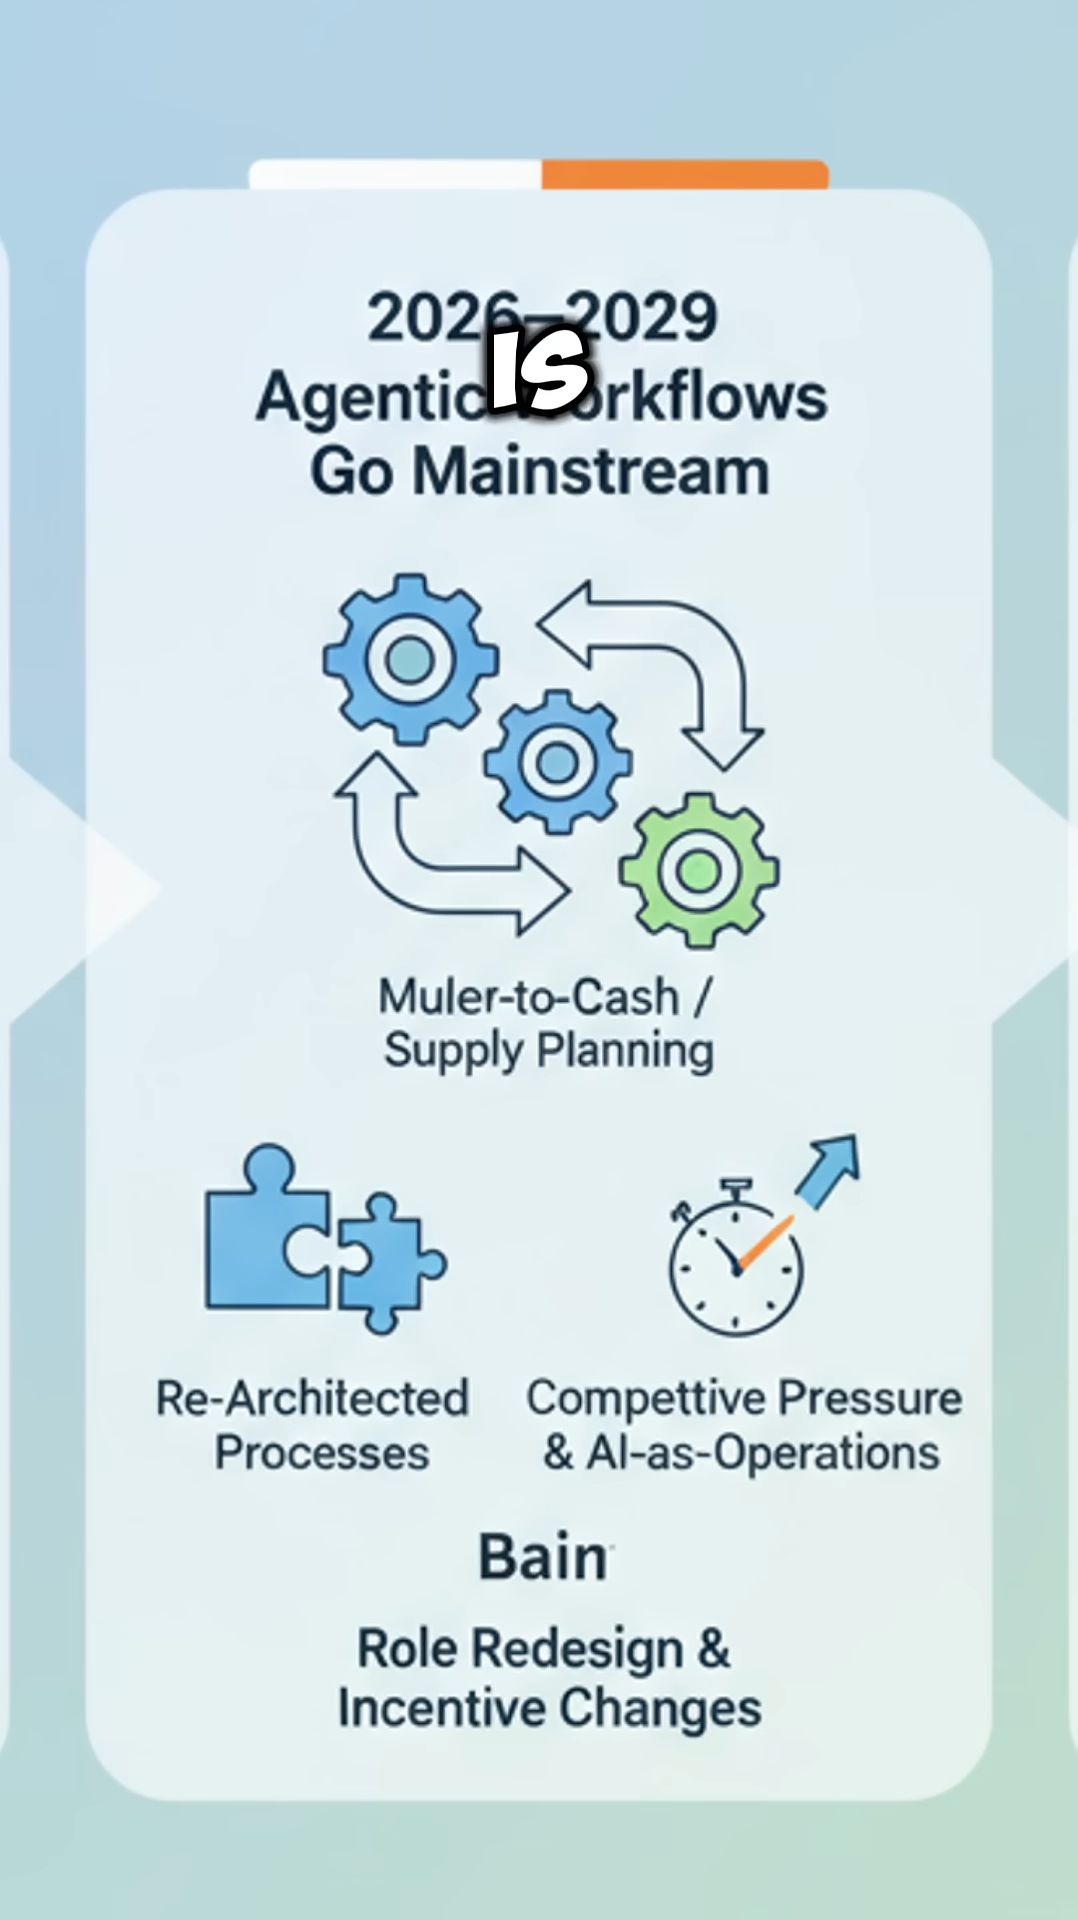 2026–2029
IS
Agentic Workflows
Go Mainstream
Muler-to-Cash /
Supply Planning
Re-Architected
Processes
Compettive Pressure
& AI-as-Operations
Bain
Role Redesign &
Incentive Changes